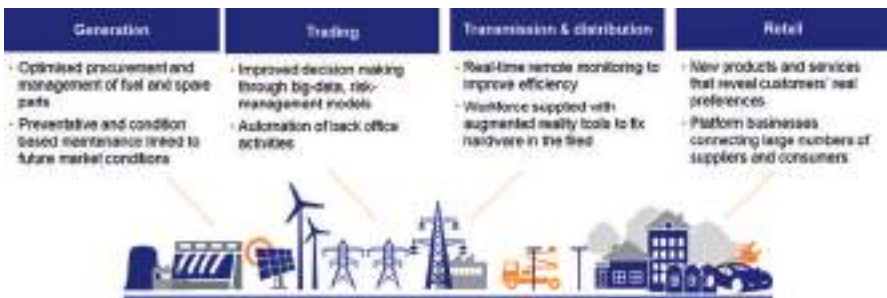 Generation
· Optimised procurement and
management of fuel and spare
parts
· Preventative and condition
based maintenance linked to
future market conditions
Trading
· Improved decision making
through big-data, risk-
management models
· Automation of back office
activities
Transmission & distribution
· Real-time remote monitoring to
improve efficiency
· Workforce supplied with
augmented reality tools to fix
hardware in the
Retail
· New products and services
that reveal customers' real
preferences
· Platform businesses
connecting large numbers of
suppliers and consumers